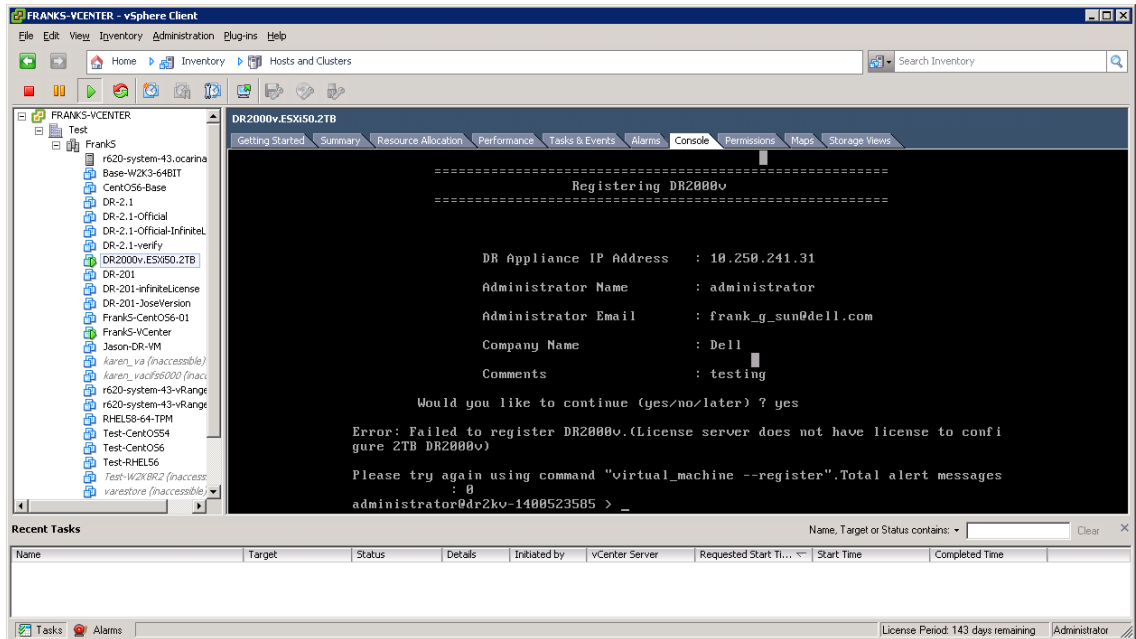 FRANKS-VCENTER - vSphere Client
File Edit View Inventory Administration Plug-ins Help
Home Inventory Hosts and Clusters Search Inventory
FRANKS-VCENTER
Test
FrankS
r620-system-43.ocarina
Base-W2K3-64BIT
CentOS6-Base
DR-2.1
DR-2.1-Official
DR-2.1-Official-InfiniteL
DR-2.1-verify
DR2000v.ESXi50.2TB
DR-201
DR-201-infiniteLicense
DR-201-JoseVersion
FrankS-CentOS6-01
FrankS-VCenter
Jason-DR-VM
karen_va (inaccessible)
karen_vacifs6000 (inacc
r620-system-43-vRange
r620-system-43-vRange
RHEL58-64-TPM
Test-CentOS54
Test-CentOS6
Test-RHEL56
Test-W2K8R2 (inaccess
varestore (inaccessible)
DR2000v.ESXi50.2TB
Getting Started Summary Resource Allocation Performance Tasks & Events Alarms Console Permissions Maps Storage Views
========================================================
Registering DR2000v
========================================================
DR Appliance IP Address : 10.250.241.31
Administrator Name : administrator
Administrator Email : frank_g_sun@dell.com
Company Name : Dell
Comments : testing
Would you like to continue (yes/no/later) ? yes
Error: Failed to register DR2000v.(License server does not have license to confi
gure 2TB DR2000v)
Please try again using command "virtual_machine --register".Total alert messages
: 0
administrator@dr2kv-1400523585 > _
Recent Tasks Name, Target or Status contains: Clear
Name Target Status Details Initiated by vCenter Server Requested Start Ti... Start Time Completed Time
Tasks Alarms License Period: 143 days remaining Administrator